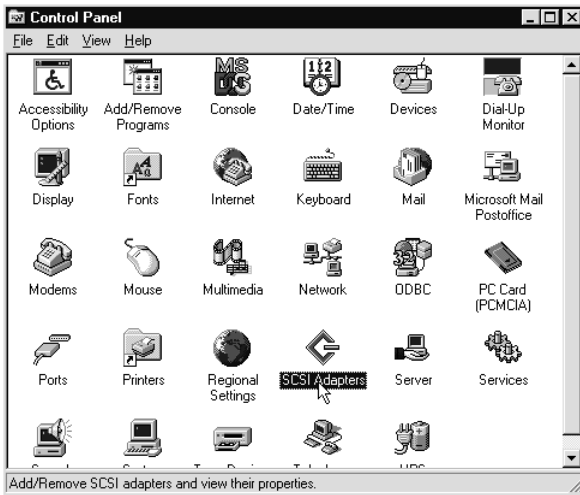 Control Panel
File Edit View Help
Accessibility Options
Add/Remove Programs
Console
Date/Time
Devices
Dial-Up Monitor
Display
Fonts
Internet
Keyboard
Mail
Microsoft Mail Postoffice
Modems
Mouse
Multimedia
Network
ODBC
PC Card (PCMCIA)
Ports
Printers
Regional Settings
SCSI Adapters
Server
Services
Add/Remove SCSI adapters and view their properties.